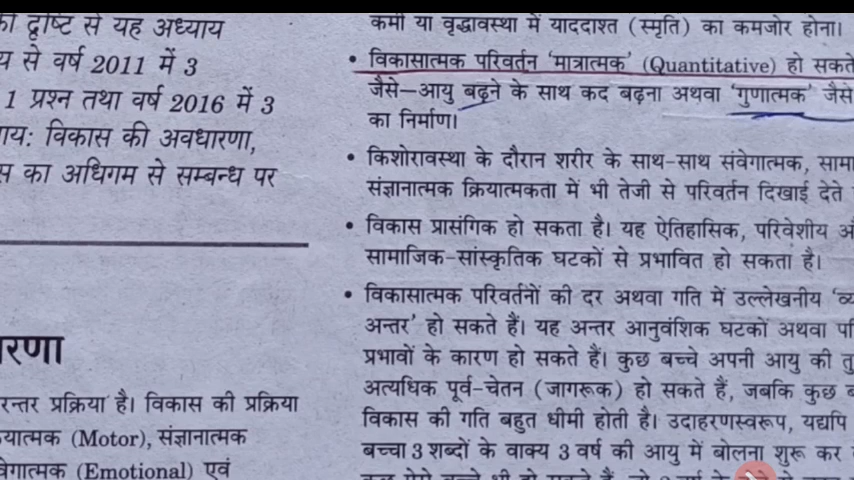 की दृष्टि से यह अध्याय
य से वर्ष 2011 में 3
1 प्रश्न तथा वर्ष 2016 में 3
ाय: विकास की अवधारणा,
स का अधिगम से सम्बन्ध पर
रणा
रन्तर प्रक्रिया है। विकास की प्रक्रिया
यात्मक (Motor), संज्ञानात्मक
वेगात्मक (Emotional) एवं
कमी या वृद्धावस्था में याददाश्त (स्मृति) का कमजोर होना।
• विकासात्मक परिवर्तन 'मात्रात्मक' (Quantitative) हो सकते
जैसे—आयु बढ़ने के साथ कद बढ़ना अथवा 'गुणात्मक' जैसे
का निर्माण।
• किशोरावस्था के दौरान शरीर के साथ-साथ संवेगात्मक, सामा
संज्ञानात्मक क्रियात्मकता में भी तेजी से परिवर्तन दिखाई देते
• विकास प्रासंगिक हो सकता है। यह ऐतिहासिक, परिवेशीय औ
सामाजिक-सांस्कृतिक घटकों से प्रभावित हो सकता है।
• विकासात्मक परिवर्तनों की दर अथवा गति में उल्लेखनीय 'व्य
अन्तर' हो सकते हैं। यह अन्तर आनुवंशिक घटकों अथवा परि
प्रभावों के कारण हो सकते हैं। कुछ बच्चे अपनी आयु की तु
अत्यधिक पूर्व-चेतन (जागरूक) हो सकते हैं, जबकि कुछ ब
विकास की गति बहुत धीमी होती है। उदाहरणस्वरूप, यद्यपि
बच्चा 3 शब्दों के वाक्य 3 वर्ष की आयु में बोलना शुरू कर